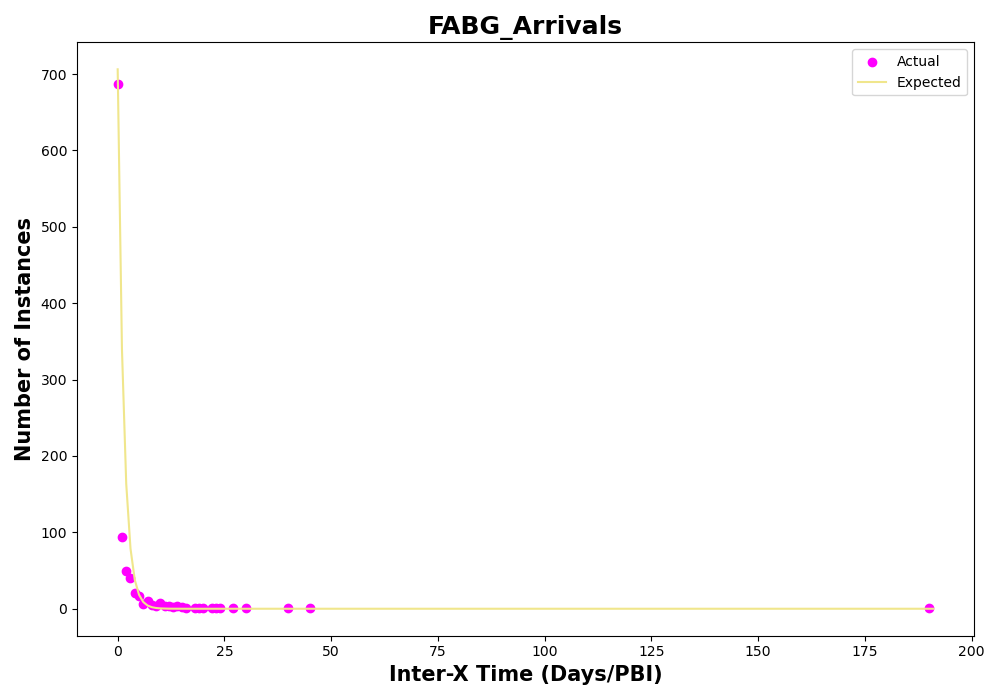 FABG_Arrivals
Actual
Expected
Number of Instances
700
600
500
400
300
200
100
0
0 25 50 75 100 125 150 175 200
Inter-X Time (Days/PBI)